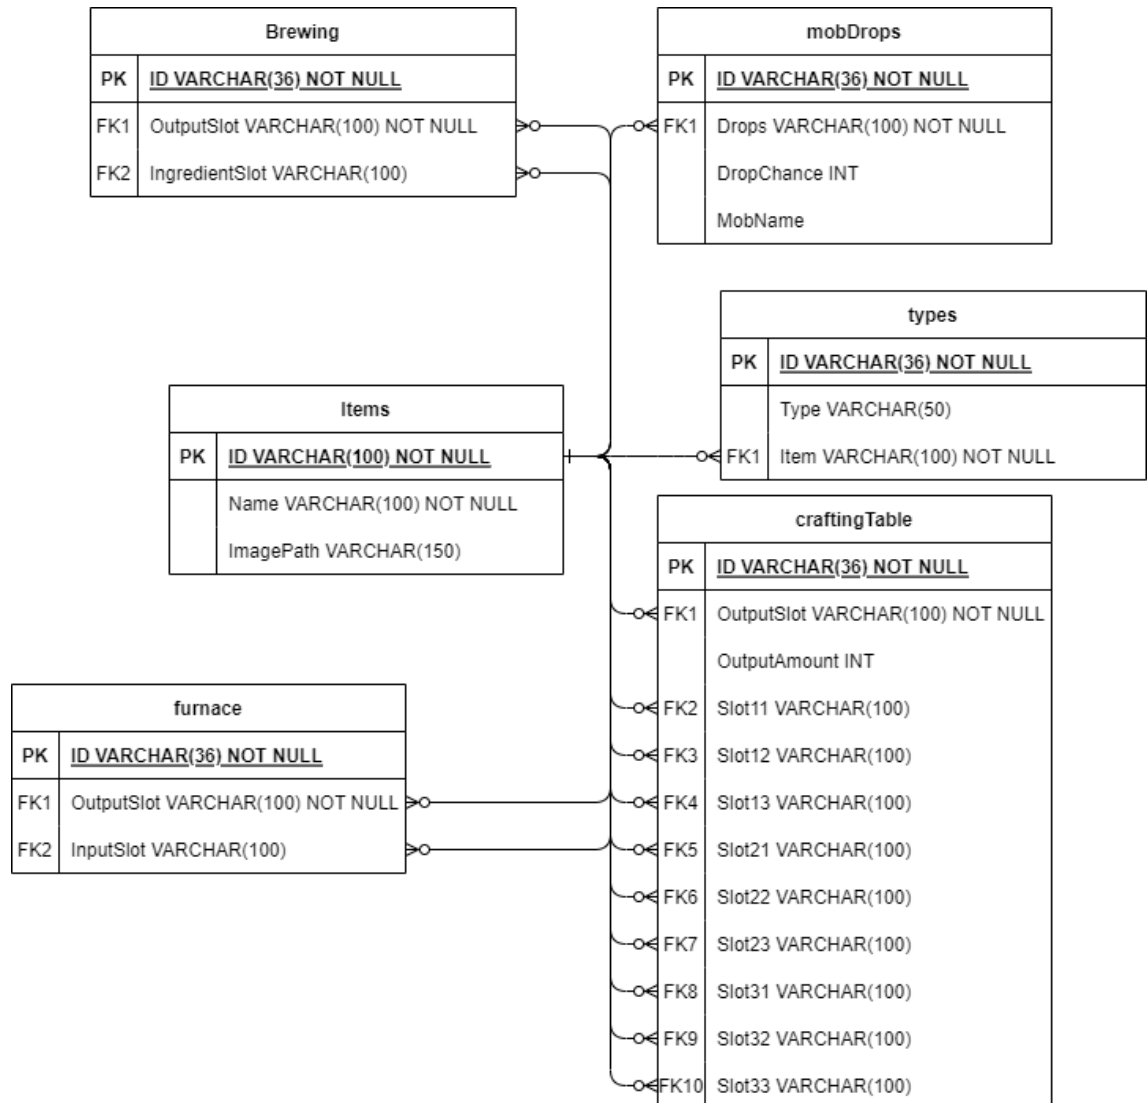 Brewing
PK ID VARCHAR(36) NOT NULL
FK1 OutputSlot VARCHAR(100) NOT NULL
FK2 IngredientSlot VARCHAR(100)
mobDrops
PK ID VARCHAR(36) NOT NULL
FK1 Drops VARCHAR(100) NOT NULL
DropChance INT
MobName
types
PK ID VARCHAR(36) NOT NULL
Type VARCHAR(50)
FK1 Item VARCHAR(100) NOT NULL
Items
PK ID VARCHAR(100) NOT NULL
Name VARCHAR(100) NOT NULL
ImagePath VARCHAR(150)
craftingTable
PK ID VARCHAR(36) NOT NULL
FK1 OutputSlot VARCHAR(100) NOT NULL
OutputAmount INT
FK2 Slot11 VARCHAR(100)
FK3 Slot12 VARCHAR(100)
FK4 Slot13 VARCHAR(100)
FK5 Slot21 VARCHAR(100)
FK6 Slot22 VARCHAR(100)
FK7 Slot23 VARCHAR(100)
FK8 Slot31 VARCHAR(100)
FK9 Slot32 VARCHAR(100)
FK10 Slot33 VARCHAR(100)
furnace
PK ID VARCHAR(36) NOT NULL
FK1 OutputSlot VARCHAR(100) NOT NULL
FK2 InputSlot VARCHAR(100)